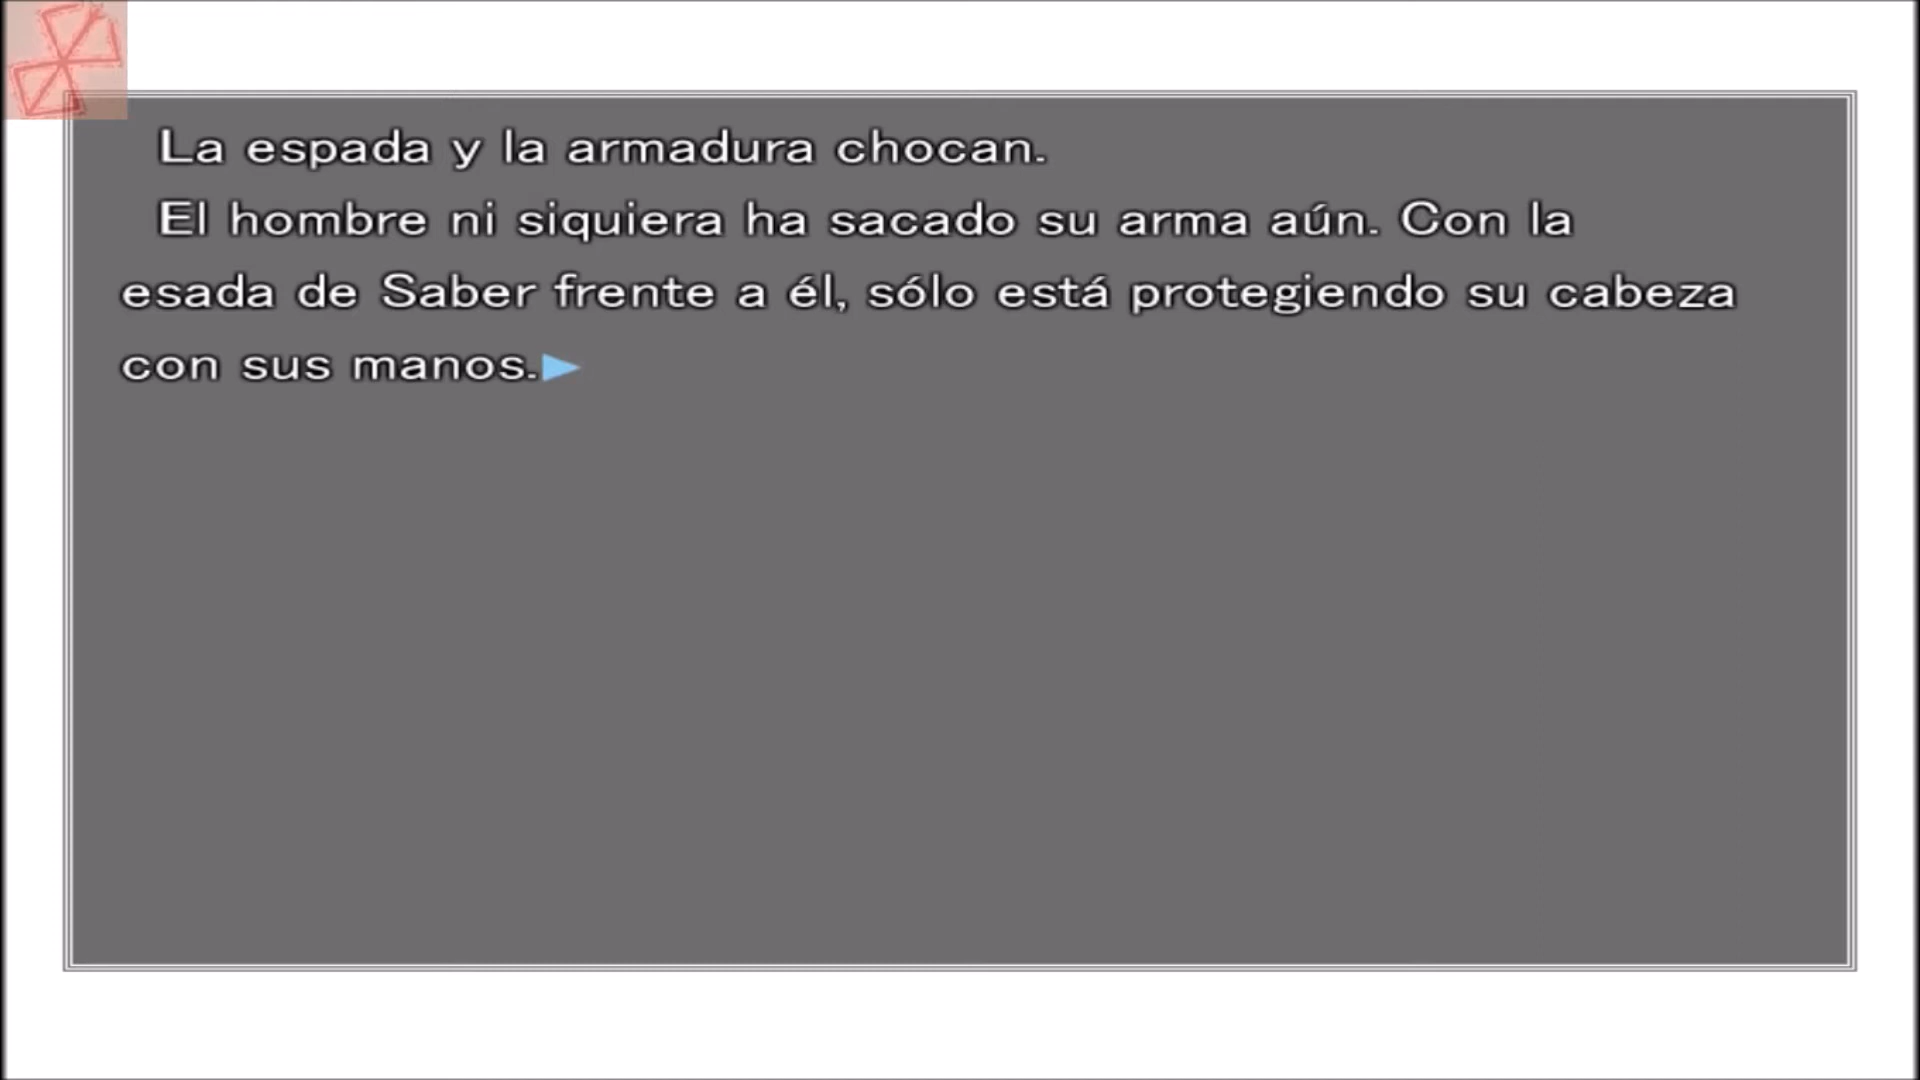 La espada y la armadura chocan.
El hombre ni siquiera ha sacado su arma aún. Con la
esada de Saber frente a él, sólo está protegiendo su cabeza
con sus manos.